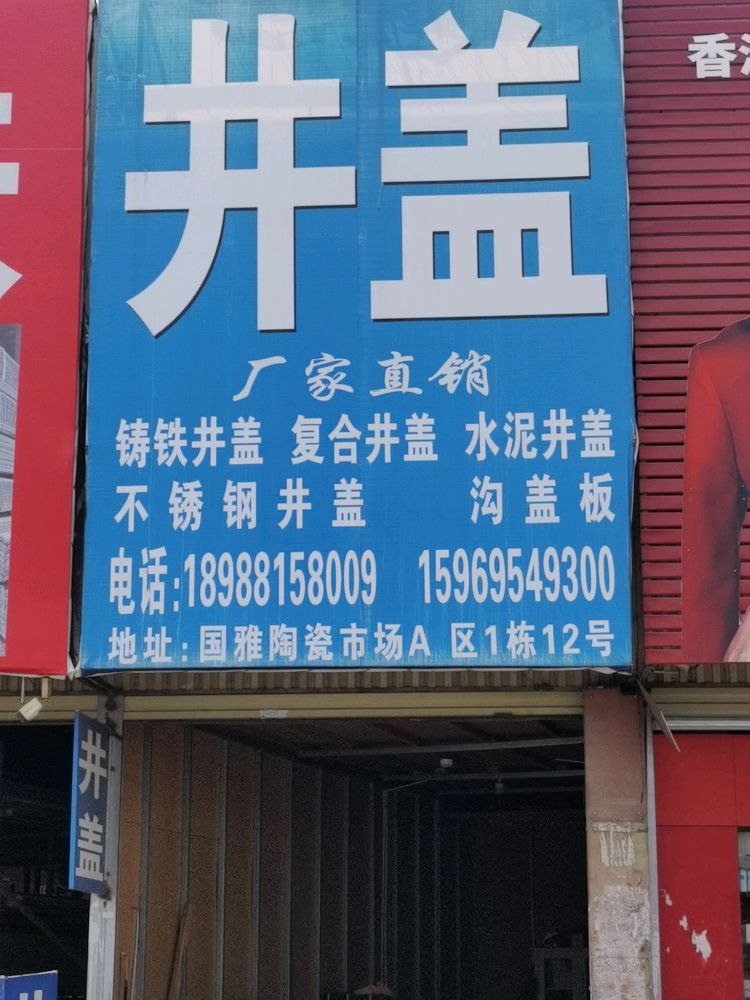 井盖
厂家直销
铸铁井盖 复合井盖 水泥井盖
不锈钢井盖 沟盖板
电话:18988158009 15969549300
地址:国雅陶瓷市场A区1栋12号
香
井盖